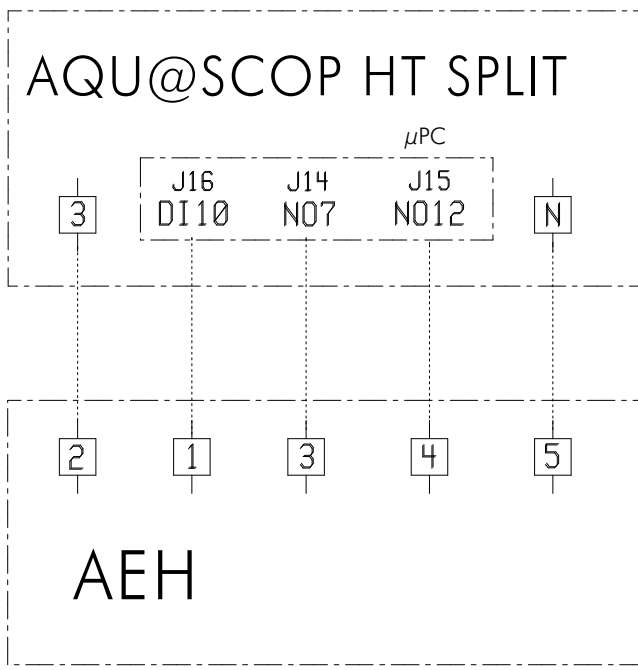 AQU@SCOP HT SPLIT
µPC
J16 J14 J15
3 DI10 NO7 NO12 N
2 1 3 4 5
AEH